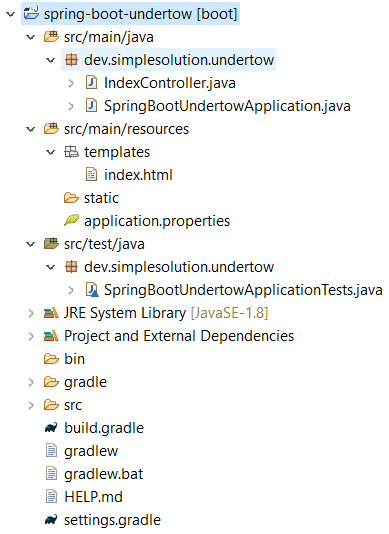 spring-boot-undertow [boot]
src/main/java
dev.simplesolution.undertow
IndexController.java
SpringBootUndertowApplication.java
src/main/resources
templates
index.html
static
application.properties
src/test/java
dev.simplesolution.undertow
SpringBootUndertowApplicationTests.java
JRE System Library [JavaSE-1.8]
Project and External Dependencies
bin
gradle
src
build.gradle
gradlew
gradlew.bat
HELP.md
settings.gradle